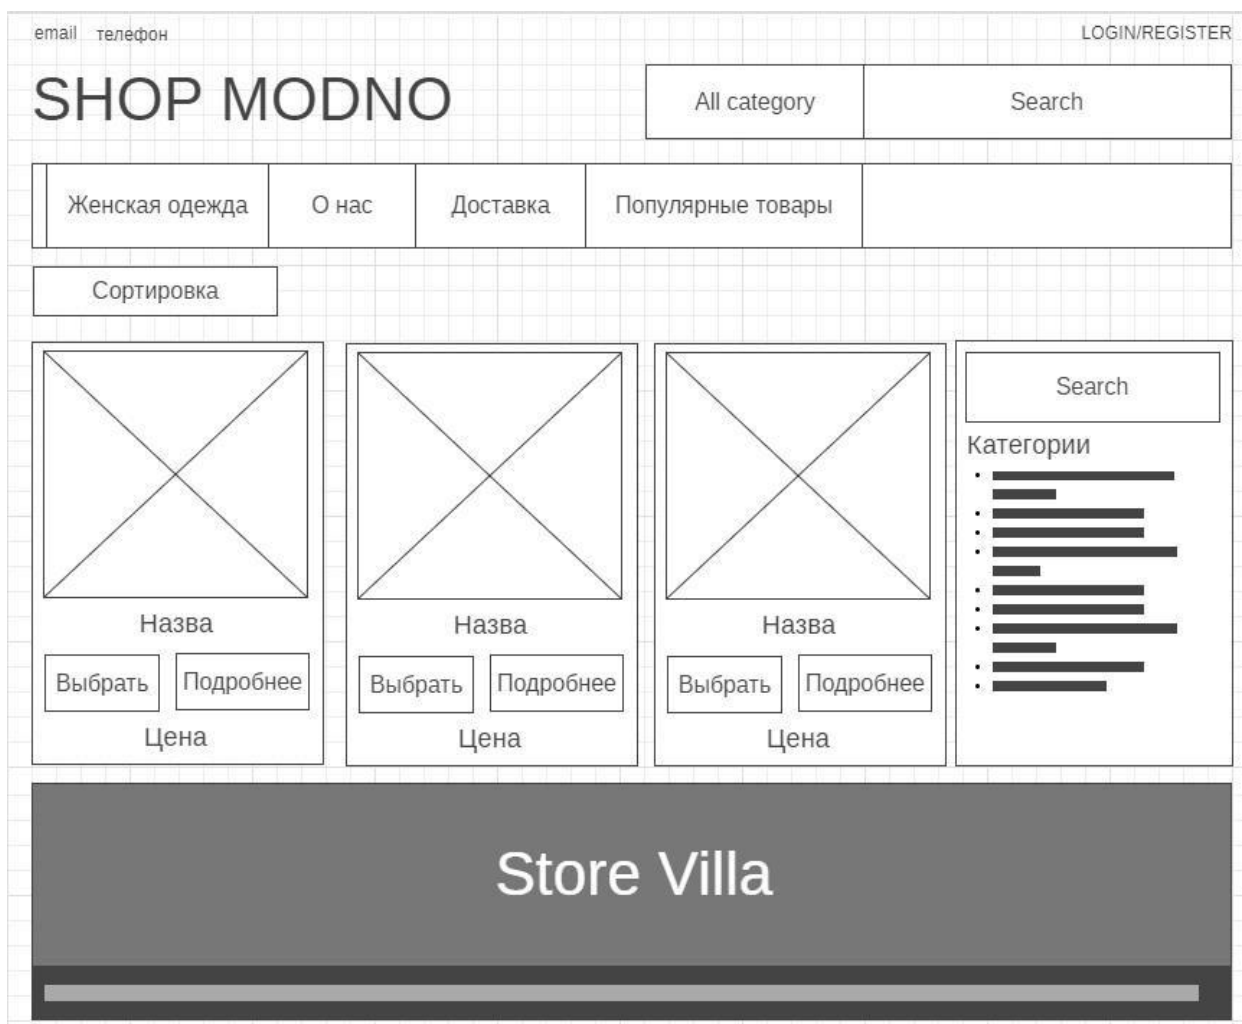 email телефон LOGIN/REGISTER
SHOP MODNO
All category Search
Женская одежда О нас Доставка Популярные товары
Сортировка
Search
Категории
Назва Назва Назва
Выбрать Подробнее Выбрать Подробнее Выбрать Подробнее
Цена Цена Цена
Store Villa